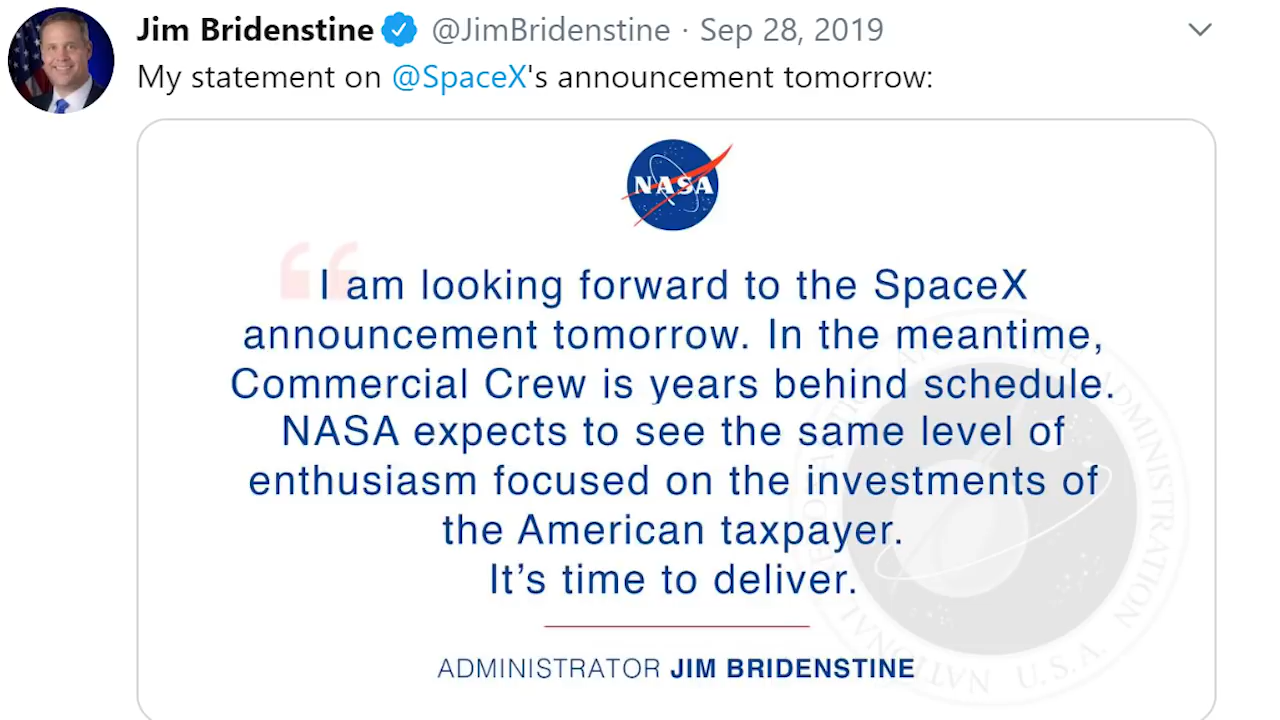 Jim Bridenstine @JimBridenstine · Sep 28, 2019
My statement on @SpaceX's announcement tomorrow:
NASA
“I am looking forward to the SpaceX
announcement tomorrow. In the meantime,
Commercial Crew is years behind schedule.
NASA expects to see the same level of
enthusiasm focused on the investments of
the American taxpayer.
It’s time to deliver.
ADMINISTRATOR JIM BRIDENSTINE
U.S.A.